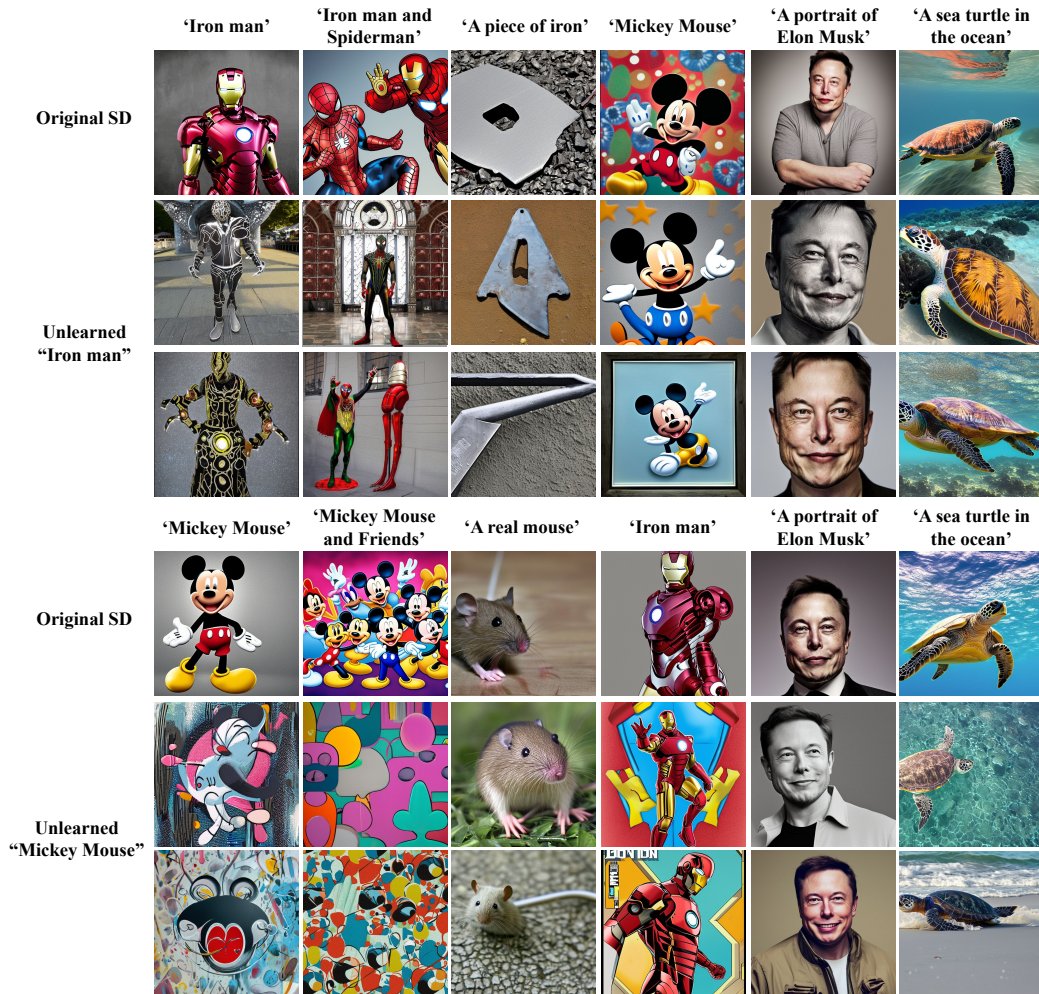 'Iron man'
'Iron man and
Spiderman'
'A piece of iron'
'Mickey Mouse'
'A portrait of
Elon Musk'
'A sea turtle in
the ocean'
Original SD
Unlearned
“Iron man”
'Mickey Mouse'
'Mickey Mouse
and Friends'
'A real mouse'
'Iron man'
'A portrait of
Elon Musk'
'A sea turtle in
the ocean'
Original SD
Unlearned
“Mickey Mouse”